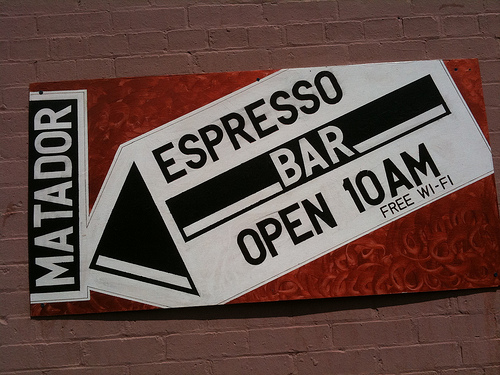 MATADOR
ESPRESSO
BAR
OPEN 10AM
FREE WI-FI